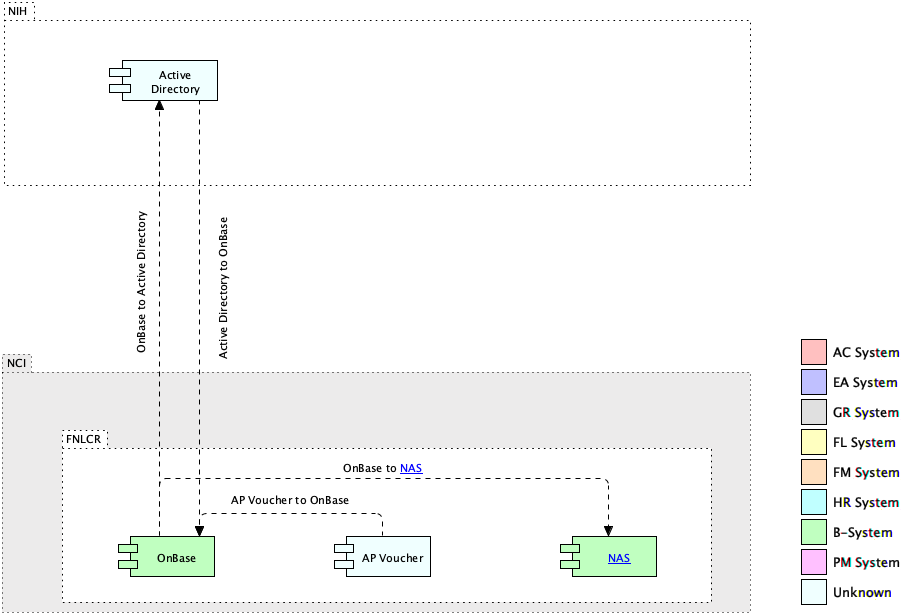 NIH
Active
Directory
OnBase to Active Directory
Active Directory to OnBase
NCI
FNLCR
OnBase to NAS
AP Voucher to OnBase
OnBase
AP Voucher
NAS
AC System
EA System
GR System
FL System
FM System
HR System
B-System
PM System
Unknown